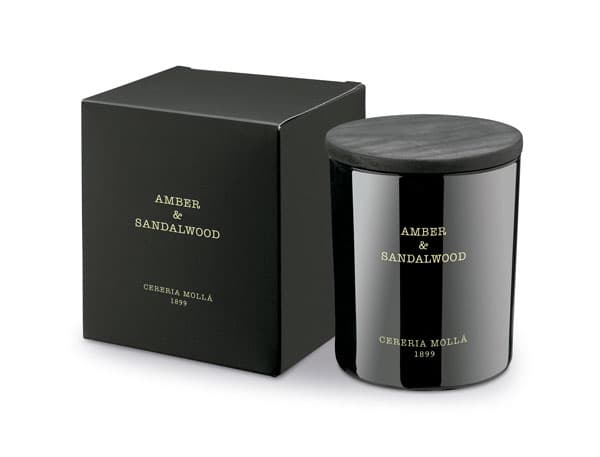 AMBER
&
SANDALWOOD
CERERIA MOLLÁ
1899
AMBER
&
SANDALWOOD
CERERIA MOLLÁ
1899